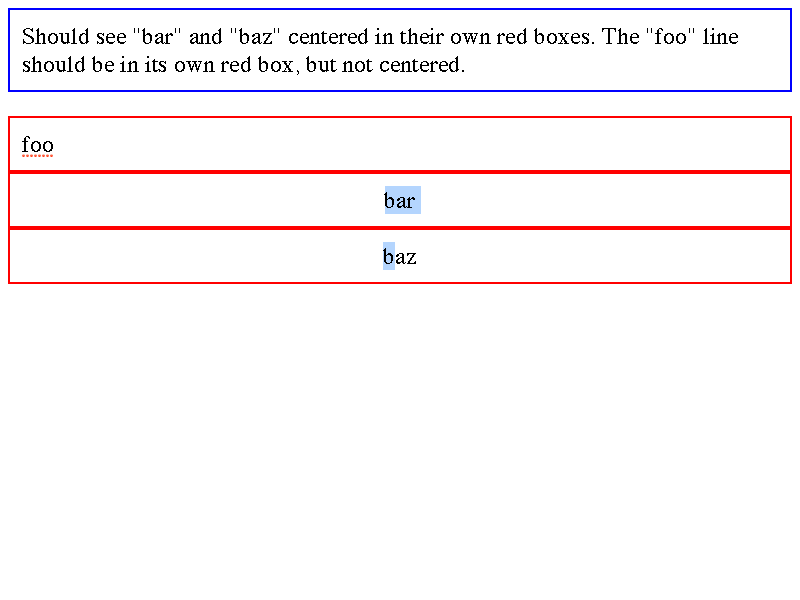 Should see "bar" and "baz" centered in their own red boxes. The "foo" line
should be in its own red box, but not centered.
foo
bar
baz